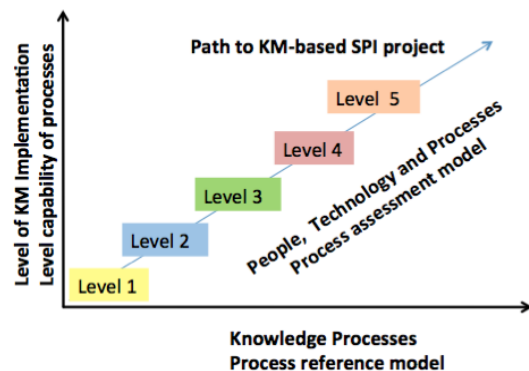 Path to KM-based SPI project
Level of KM Implementation
Level capability of processes
Level 5
Level 4
Level 3
Level 2
Level 1
People, Technology and Processes
Process assessment model
Knowledge Processes
Process reference model